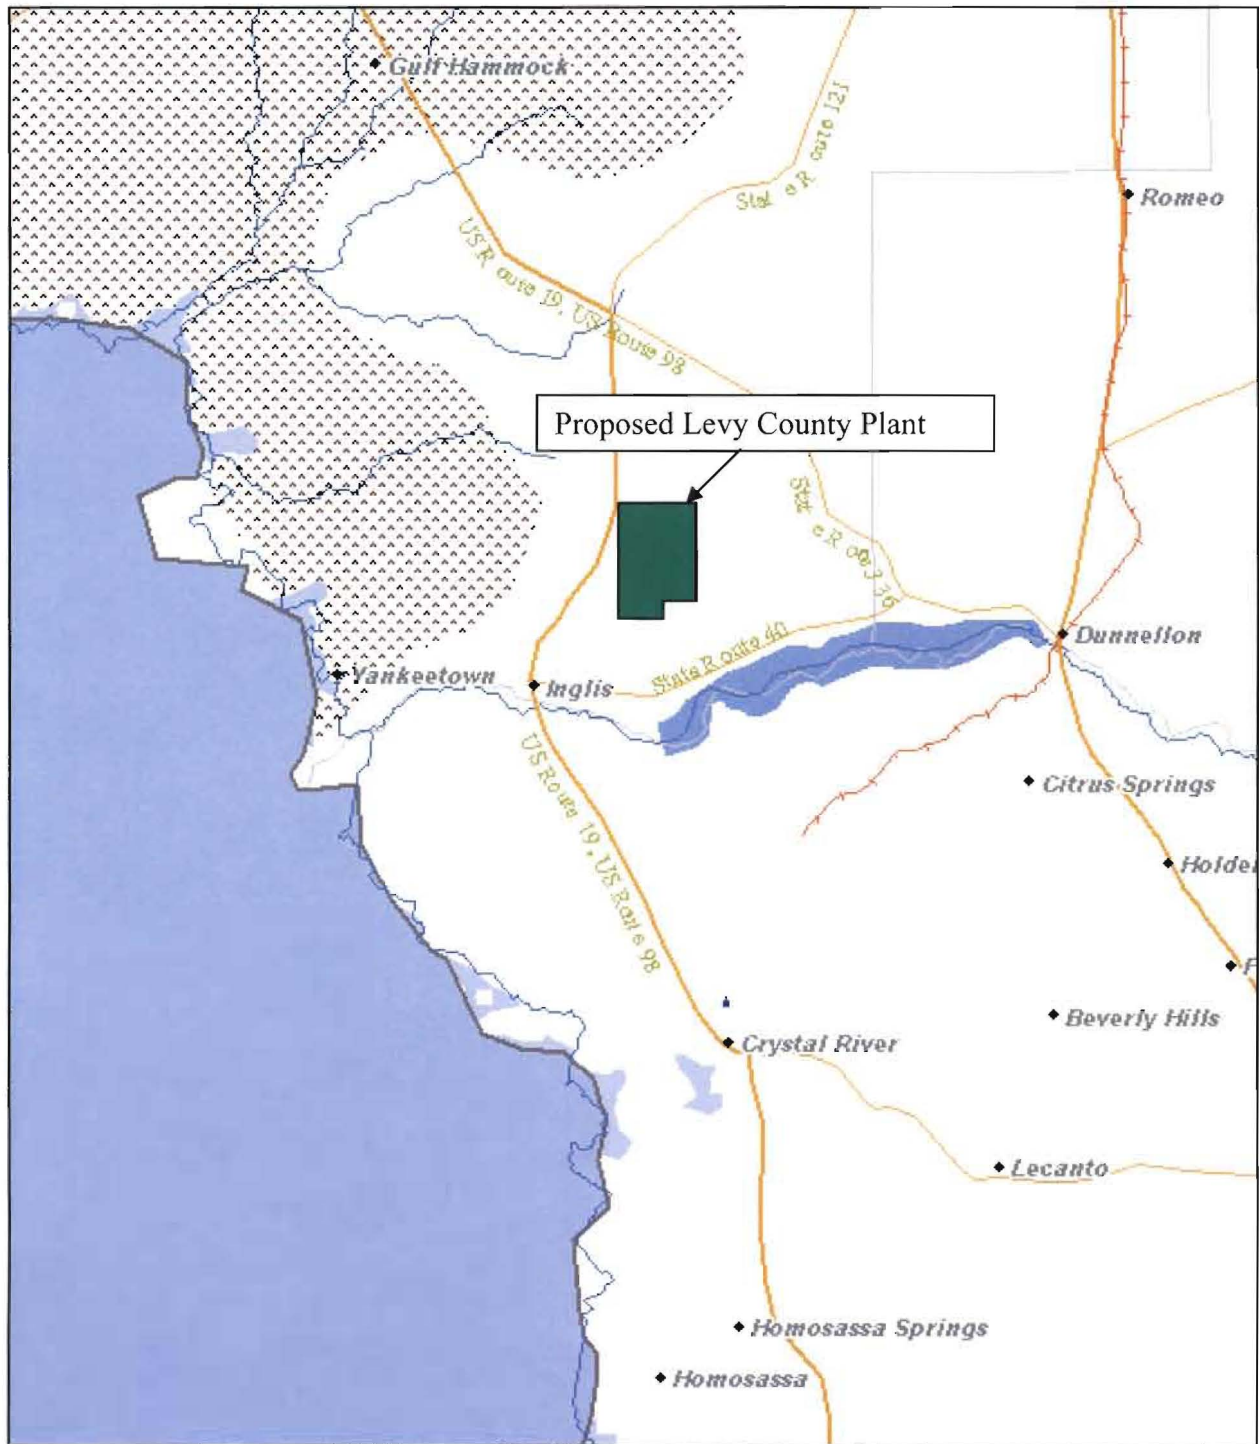 Gulf Hammock
State Route 121
Romeo
US Route 19, US Route 98
Proposed Levy County Plant
State Route 336
Dunnellon
State Route 40
Yankeetown
Inglis
US Route 19, US Route 98
Citrus Springs
Holde
F
Beverly Hills
Crystal River
Lecanto
Homosassa Springs
Homosassa